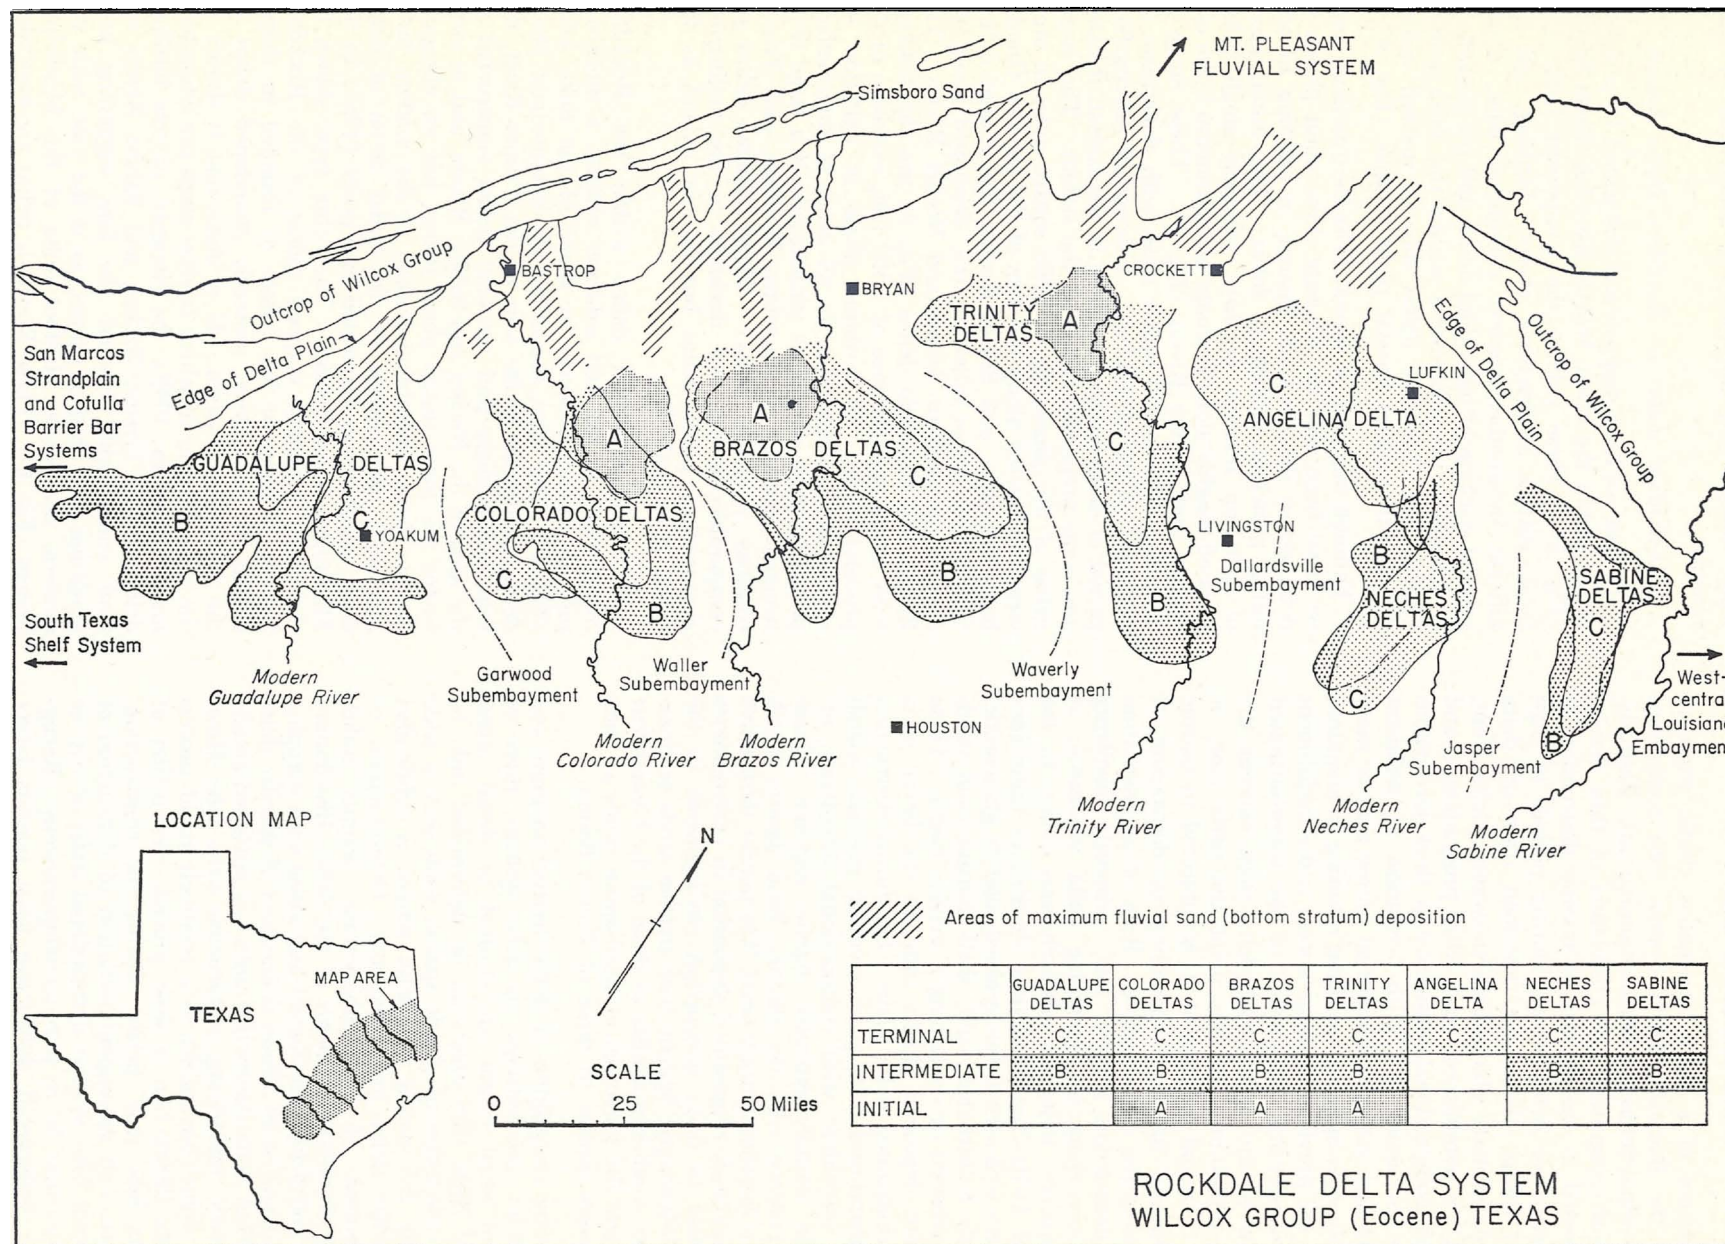 MT. PLEASANT
FLUVIAL SYSTEM
Simsboro Sand
Outcrop of Wilcox Group
Edge of Delta Plain
BASTROP
BRYAN
CROCKETT
LUFKIN
San Marcos
Strandplain
and Cotulla
Barrier Bar
Systems
GUADALUPE DELTAS
B
C
YOAKUM
A
COLORADO DELTAS
C
B
A
BRAZOS DELTAS
C
B
TRINITY
DELTAS
A
C
B
C
ANGELINA DELTA
Edge of Delta Plain
Outcrop of Wilcox Group
LIVINGSTON
Dallardsville
Subembayment
B
NECHES
DELTAS
C
SABINE
DELTAS
C
B
South Texas
Shelf System
Modern
Guadalupe River
Garwood
Subembayment
Waller
Subembayment
Waverly
Subembayment
HOUSTON
Modern
Colorado River
Modern
Brazos River
Modern
Trinity River
Modern
Neches River
Jasper
Subembayment
Modern
Sabine River
West-
central
Louisiana
Embayment
LOCATION MAP
MAP AREA
TEXAS
N
SCALE
0 25 50 Miles
Areas of maximum fluvial sand (bottom stratum) deposition
GUADALUPE DELTAS COLORADO DELTAS BRAZOS DELTAS TRINITY DELTAS ANGELINA DELTA NECHES DELTAS SABINE DELTAS
TERMINAL C C C C C C C
INTERMEDIATE B B B B B B
INITIAL A A A
ROCKDALE DELTA SYSTEM
WILCOX GROUP (Eocene) TEXAS